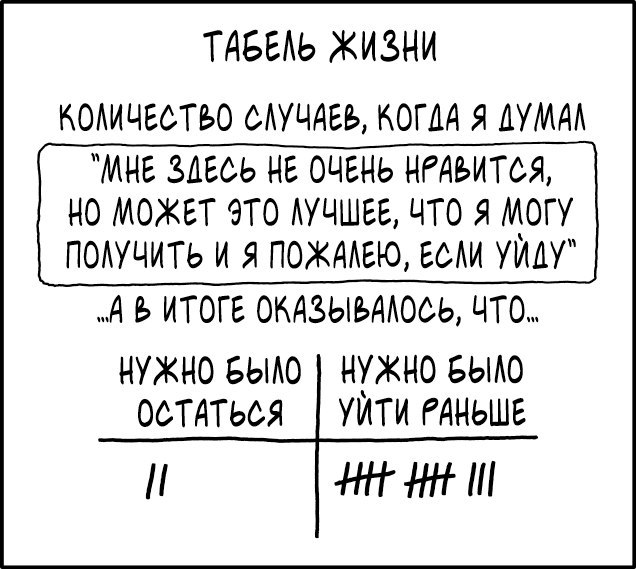 ТАБЕЛЬ ЖИЗНИ
КОЛИЧЕСТВО СЛУЧАЕВ, КОГДА Я ДУМАЛ
"МНЕ ЗДЕСЬ НЕ ОЧЕНЬ НРАВИТСЯ,
НО МОЖЕТ ЭТО ЛУЧШЕЕ, ЧТО Я МОГУ
ПОЛУЧИТЬ И Я ПОЖАЛЕЮ, ЕСЛИ УЙДУ"
...А В ИТОГЕ ОКАЗЫВАЛОСЬ, ЧТО...
НУЖНО БЫЛО
ОСТАТЬСЯ
НУЖНО БЫЛО
УЙТИ РАНЬШЕ